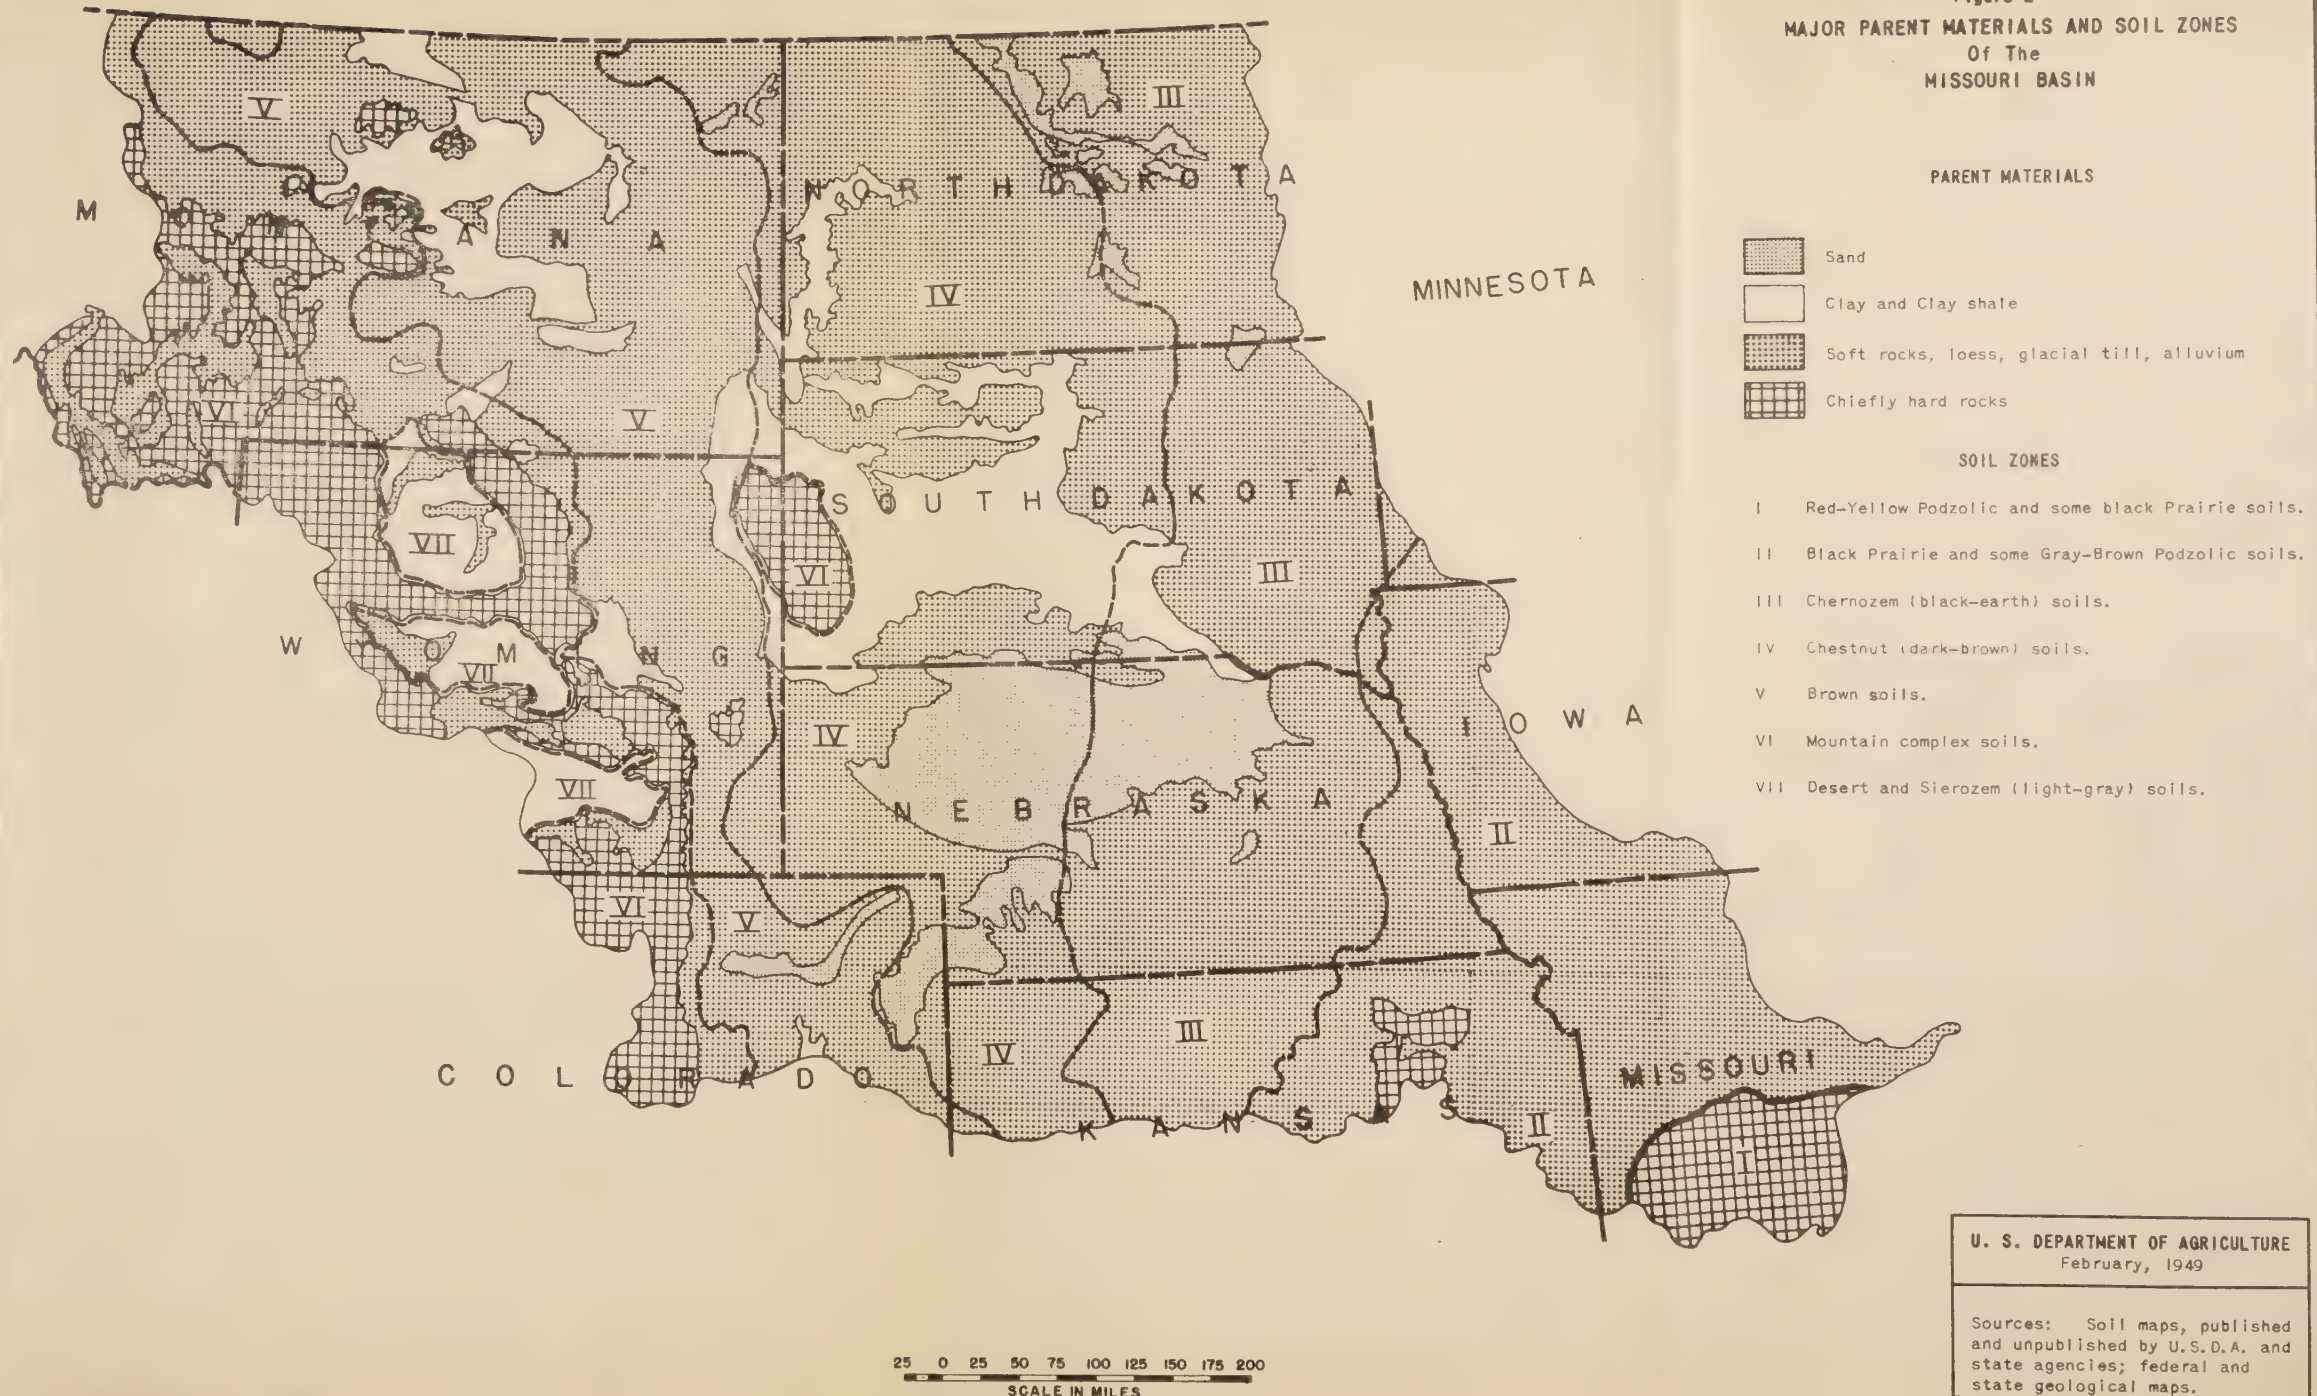 Figure 2
MAJOR PARENT MATERIALS AND SOIL ZONES
Of The
MISSOURI BASIN
PARENT MATERIALS
Sand
Clay and Clay shale
Soft rocks, loess, glacial till, alluvium
Chiefly hard rocks
SOIL ZONES
I Red-Yellow Podzolic and some black Prairie soils.
II Black Prairie and some Gray-Brown Podzolic soils.
III Chernozem (black-earth) soils.
IV Chestnut (dark-brown) soils.
V Brown soils.
VI Mountain complex soils.
VII Desert and Sierozem (light-gray) soils.
V
III
M A N A
NORTH DAKOTA
MINNESOTA
IV
VI
V
SOUTH DAKOTA
VII
VI
III
W O M N G
VII
IV
IOWA
VII
NEBRASKA
II
VI
V
IV
III
COLORADO
MISSOURI
KANSAS
II
I
U. S. DEPARTMENT OF AGRICULTURE
February, 1949
Sources: Soil maps, published
and unpublished by U.S.D.A. and
state agencies; federal and
state geological maps.
25 0 25 50 75 100 125 150 175 200
SCALE IN MILES